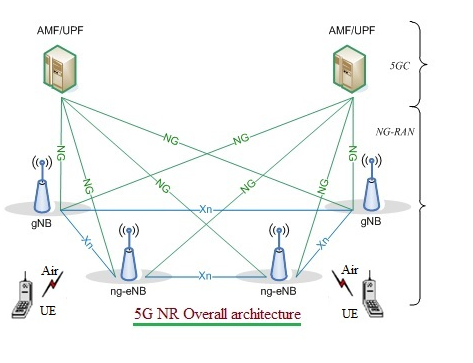 AMF/UPF
AMF/UPF
5GC
NG-RAN
NG
NG
NG
NG
NG
NG
NG
NG
gNB
Xn
gNB
Xn
Xn
ng-eNB
Xn
ng-eNB
Air
Air
UE
UE
5G NR Overall architecture